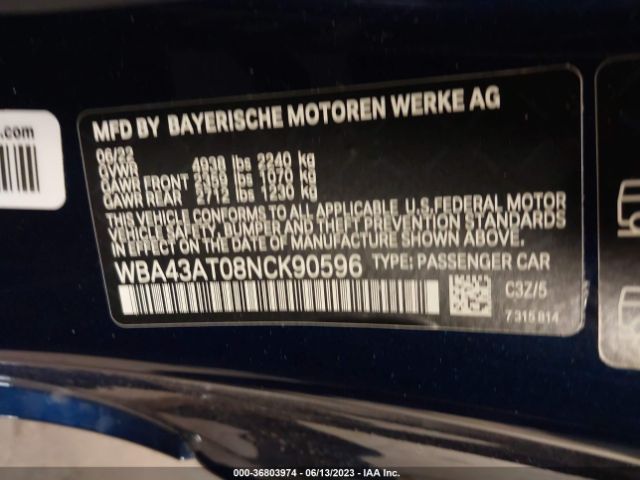 MFD BY BAYERISCHE MOTOREN WERKE AG
06/22
GVWR 4938 lbs 2240 kg
GAWR FRONT lbs 1070 kg
GAWR REAR 2712 lbs 1230 kg
THIS VEHICLE CONFORMS TO ALL APPLICABLE U.S. FEDERAL MOTOR
VEHICLE SAFETY, BUMPER AND THEFT PREVENTION STANDARDS
IN EFFECT ON THE DATE OF MANUFACTURE SHOWN ABOVE.
WBA43AT08NCK90596 TYPE: PASSENGER CAR
C3Z/5
7315814
000-36803974 - 06/13/2023 - IAA Inc.